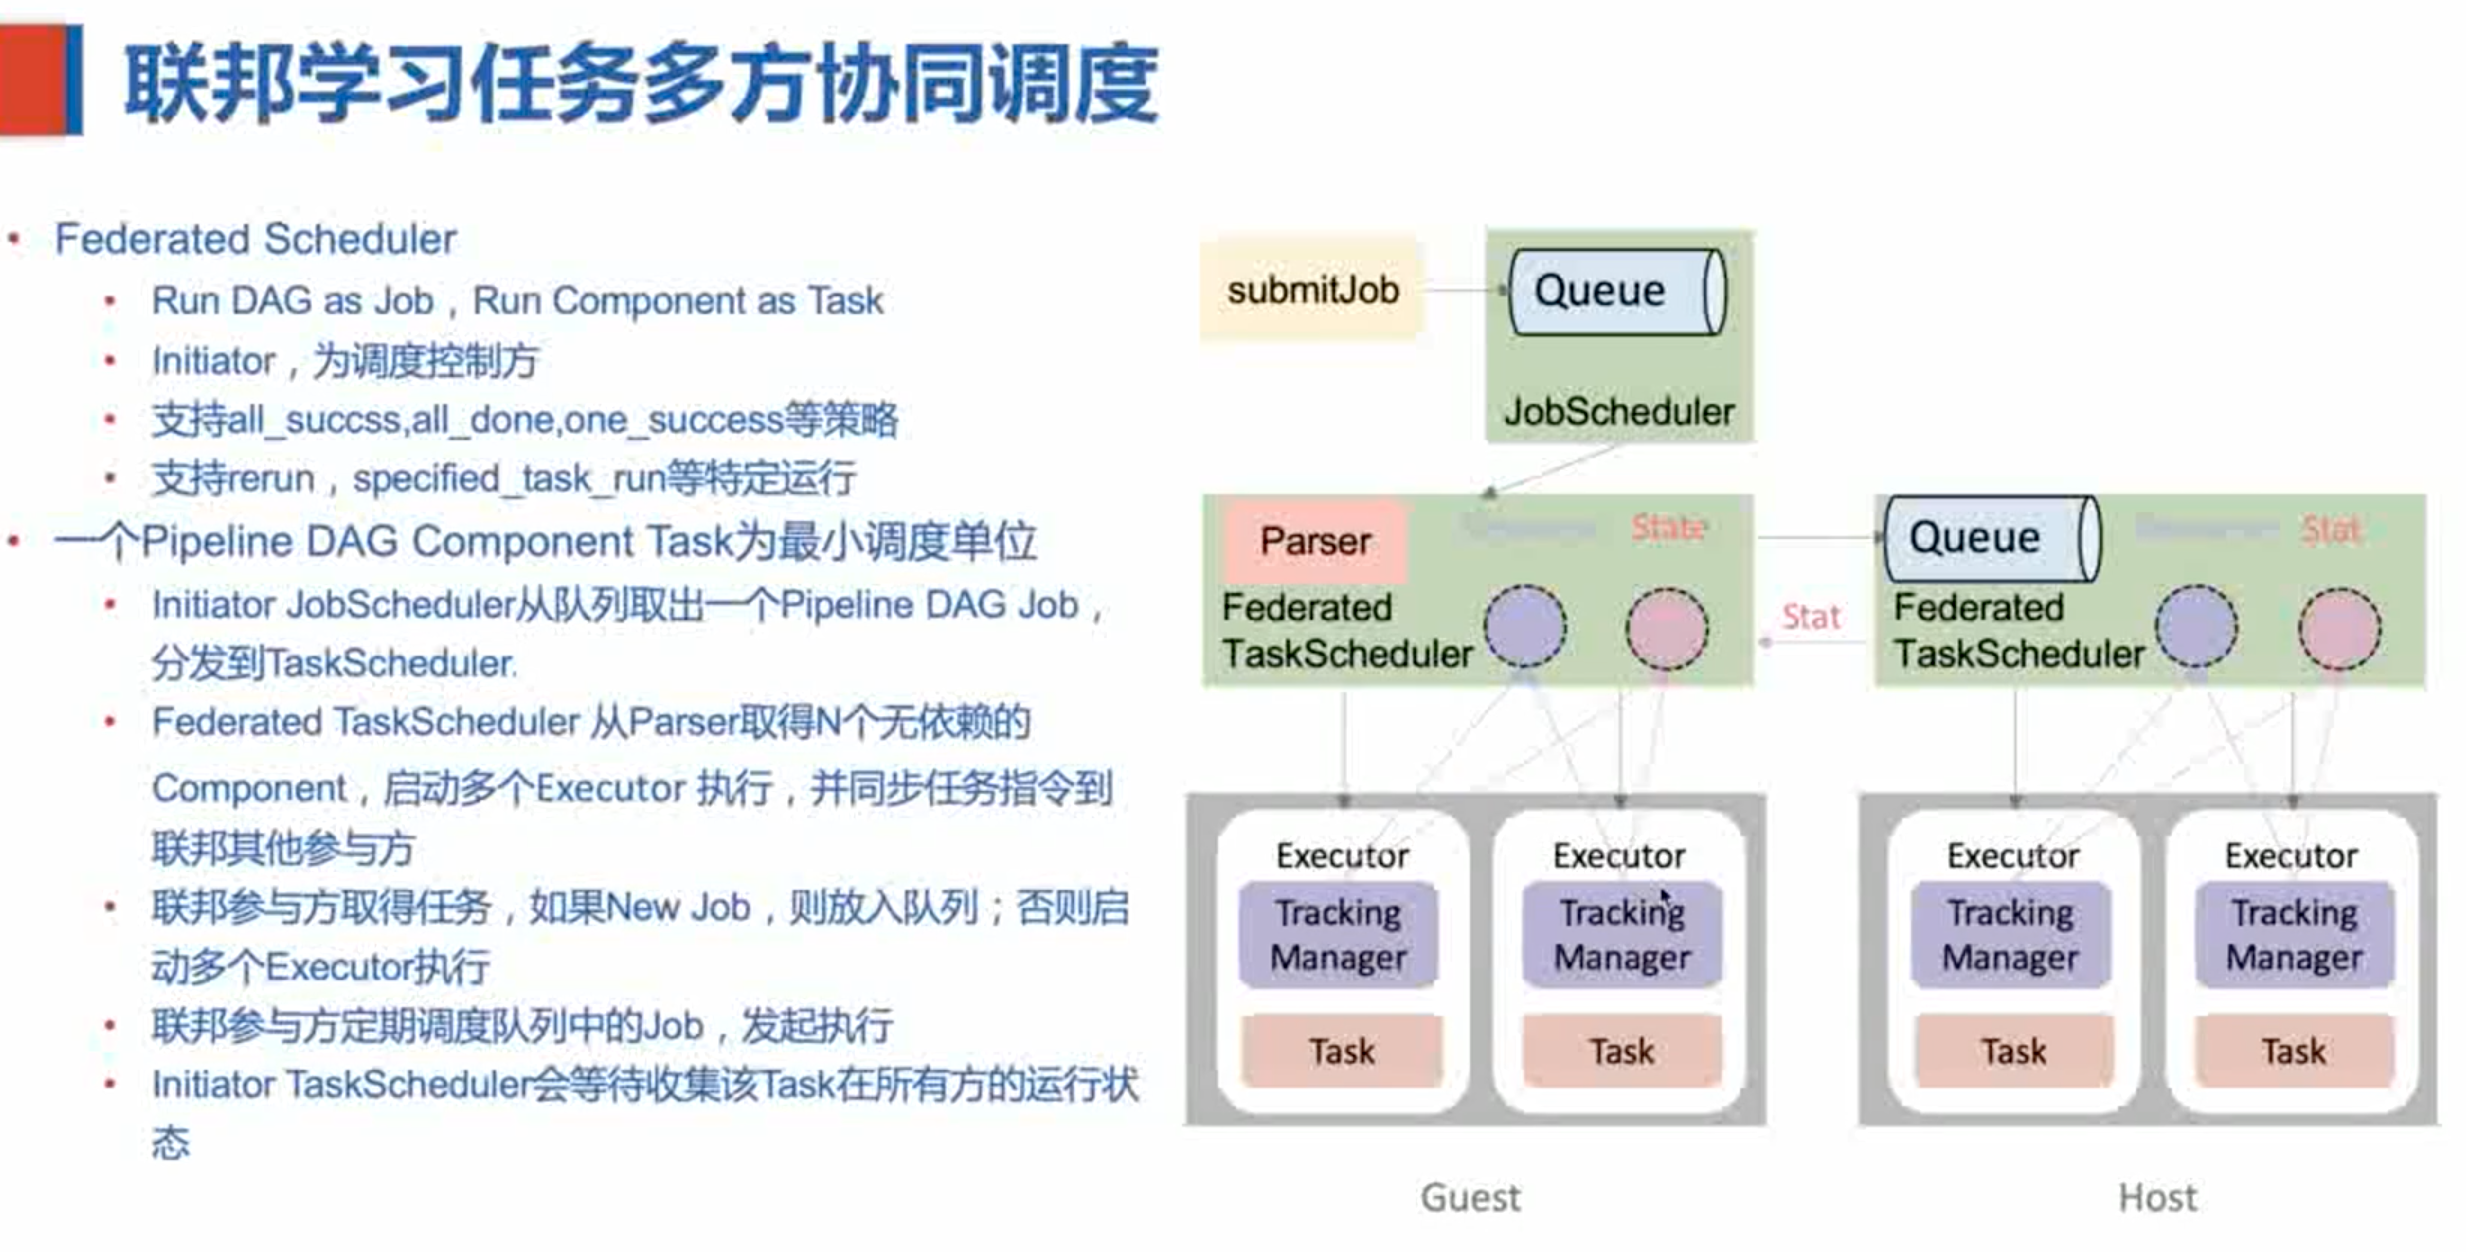 联邦学习任务多方协同调度
• Federated Scheduler
• Run DAG as Job，Run Component as Task
• Initiator，为调度控制方
• 支持all_succss,all_done,one_success等策略
• 支持rerun，specified_task_run等特定运行
• 一个Pipeline DAG Component Task为最小调度单位
• Initiator JobScheduler从队列取出一个Pipeline DAG Job，
分发到TaskScheduler.
• Federated TaskScheduler 从Parser取得N个无依赖的
Component，启动多个Executor 执行，并同步任务指令到
联邦其他参与方
• 联邦参与方取得任务，如果New Job，则放入队列；否则启
动多个Executor执行
• 联邦参与方定期调度队列中的Job，发起执行
• Initiator TaskScheduler会等待收集该Task在所有方的运行状
态
submitJob
Queue
JobScheduler
Parser
State
Federated
TaskScheduler
Stat
Queue
Stat
Federated
TaskScheduler
Executor
Tracking
Manager
Task
Executor
Tracking
Manager
Task
Executor
Tracking
Manager
Task
Executor
Tracking
Manager
Task
Guest
Host